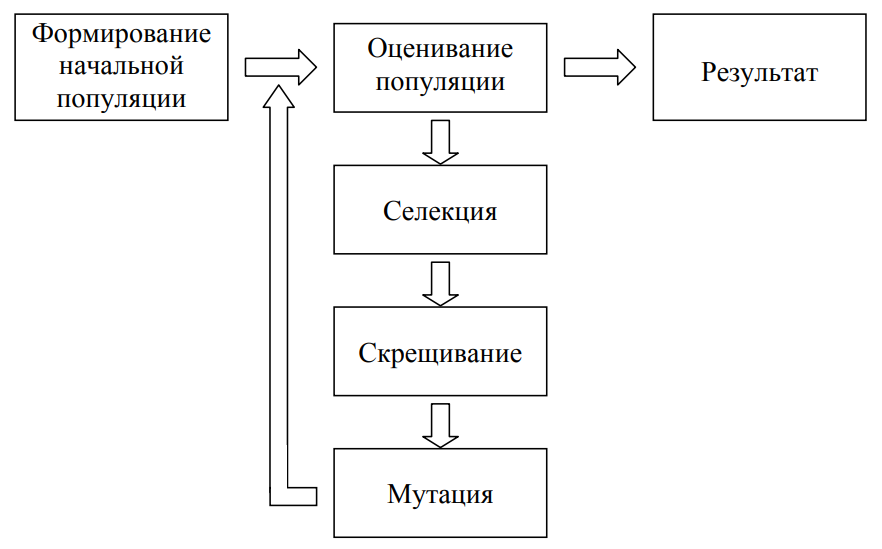 Формирование
начальной
популяции
Оценивание
популяции
Результат
Селекция
Скрещивание
Мутация